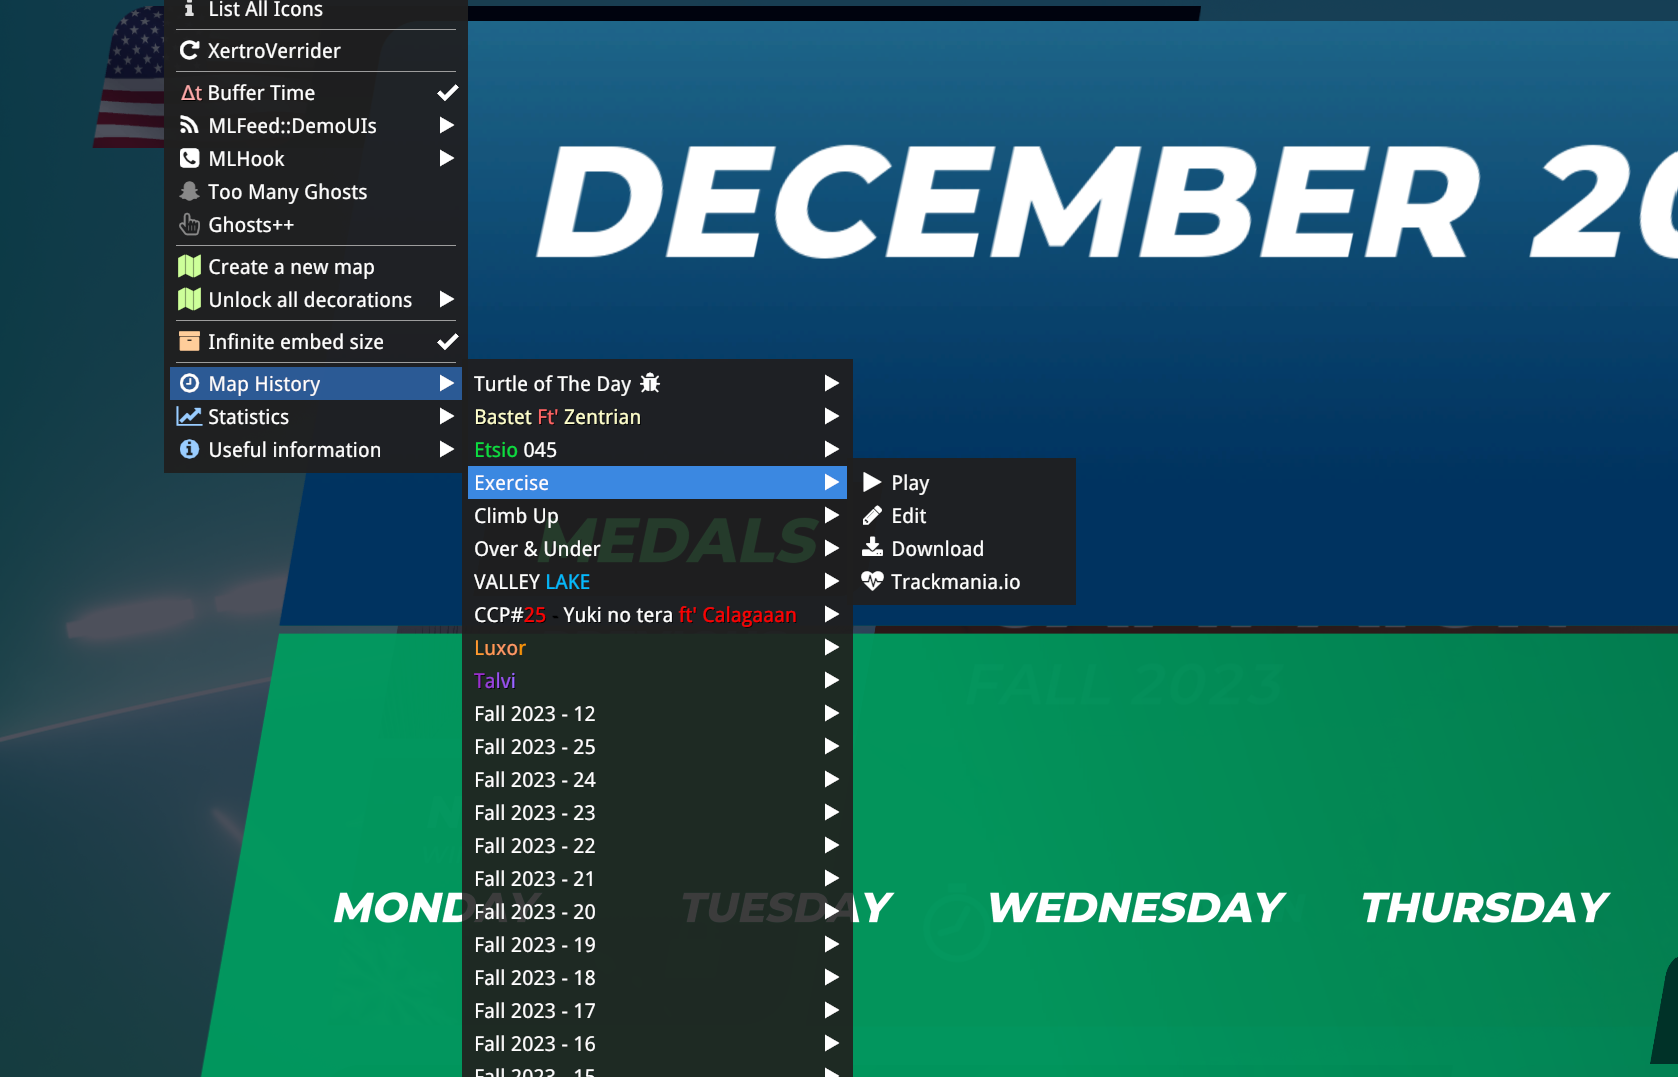 List All Icons
XertroVerrider
Δt Buffer Time
MLFeed::DemoUIs
MLHook
Too Many Ghosts
Ghosts++
Create a new map
Unlock all decorations
Infinite embed size
Map History
Statistics
Useful information
Turtle of The Day
Bastet Ft' Zentrian
Etsio 045
Exercise
Climb Up
Over & Under
VALLEY LAKE
CCP#25 - Yuki no tera ft' Calagaaan
Luxor
Talvi
Fall 2023 - 12
Fall 2023 - 25
Fall 2023 - 24
Fall 2023 - 23
Fall 2023 - 22
Fall 2023 - 21
Fall 2023 - 20
Fall 2023 - 19
Fall 2023 - 18
Fall 2023 - 17
Fall 2023 - 16
Fall 2023 - 15
Play
Edit
Download
Trackmania.io
DECEMBER 20
MEDALS
FALL 2023
MONDAY
TUESDAY
WEDNESDAY
THURSDAY